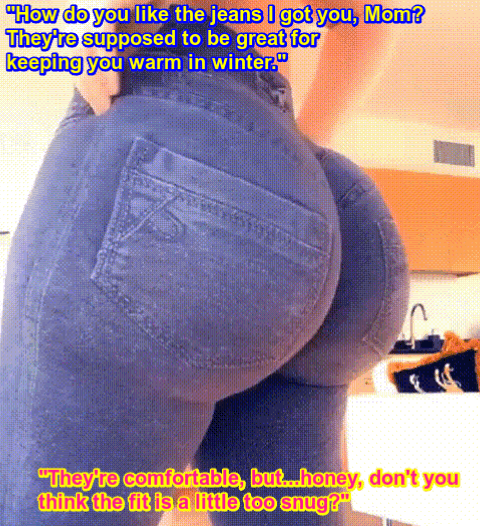 "How do you like the jeans I got you, Mom?
They're supposed to be great for
keeping you warm in winter."
"They're comfortable, but...honey, don't you
think the fit is a little too snug?"